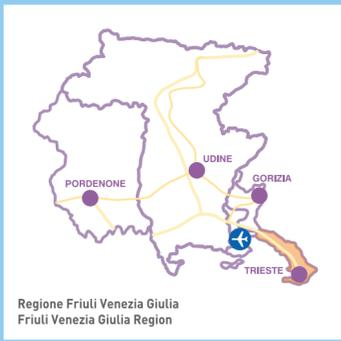 UDINE
PORDENONE
GORIZIA
TRIESTE
Regione Friuli Venezia Giulia
Friuli Venezia Giulia Region